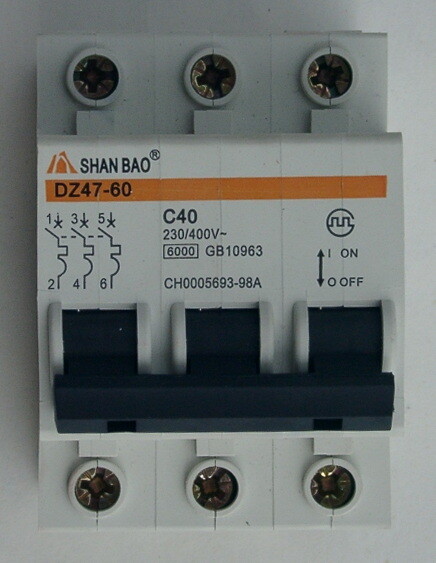 SHAN BAO®
DZ47-60
1 3 5
2 4 6
C40
230/400V~
6000 GB10963
CH0005693-98A
I ON
O OFF